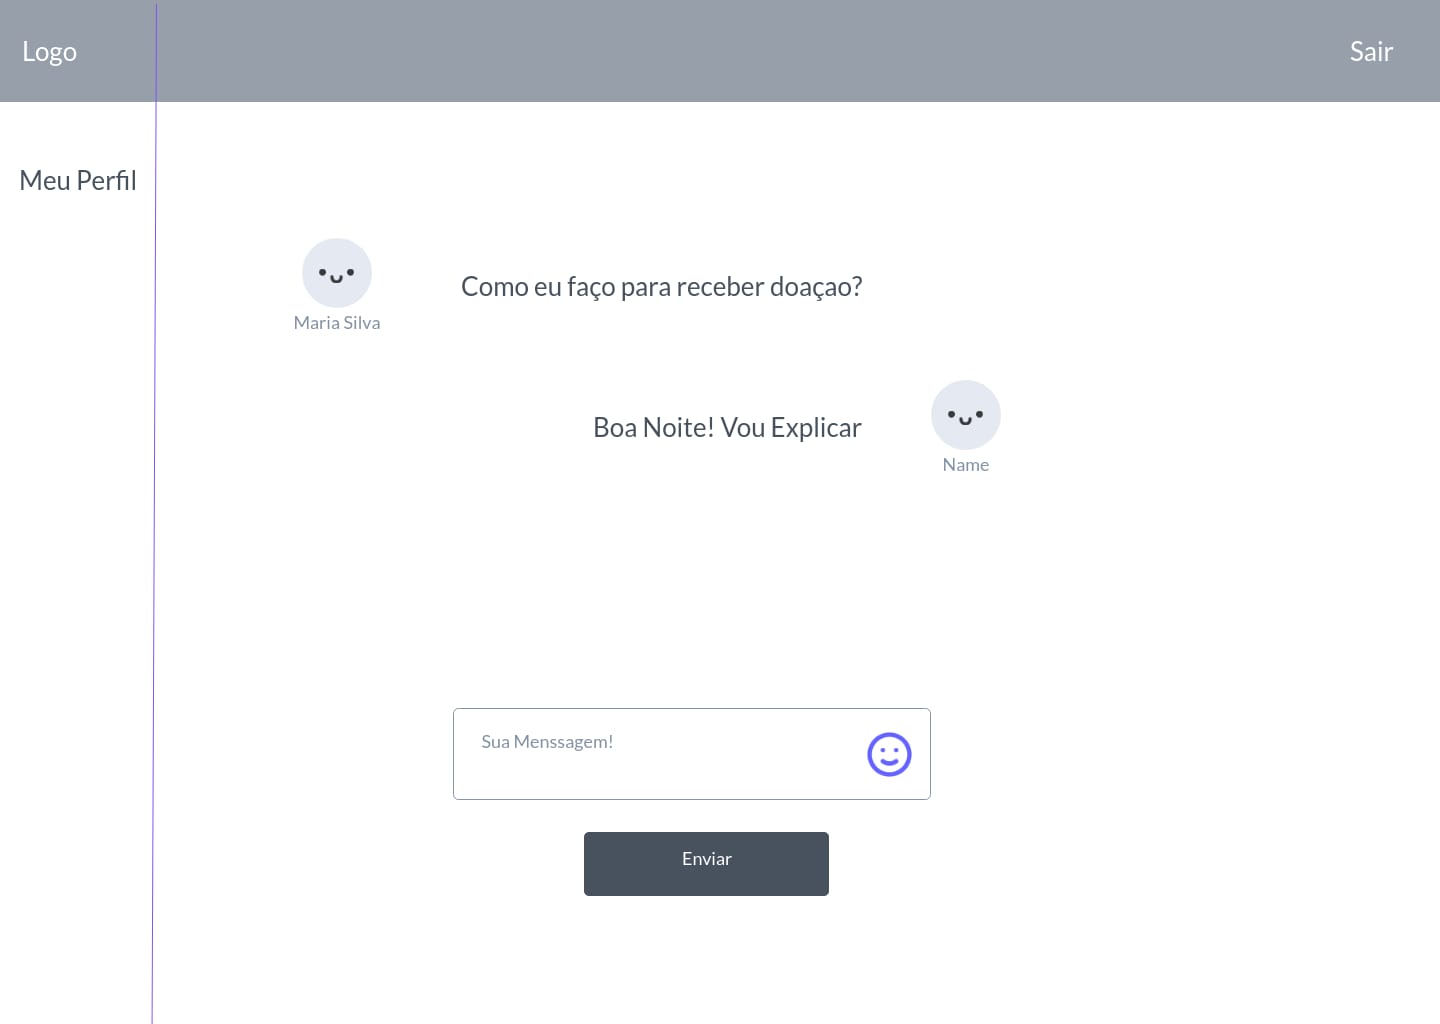 Logo
Sair
Meu Perfil
Como eu faço para receber doaçao?
Maria Silva
Boa Noite! Vou Explicar
Name
Sua Menssagem!
Enviar